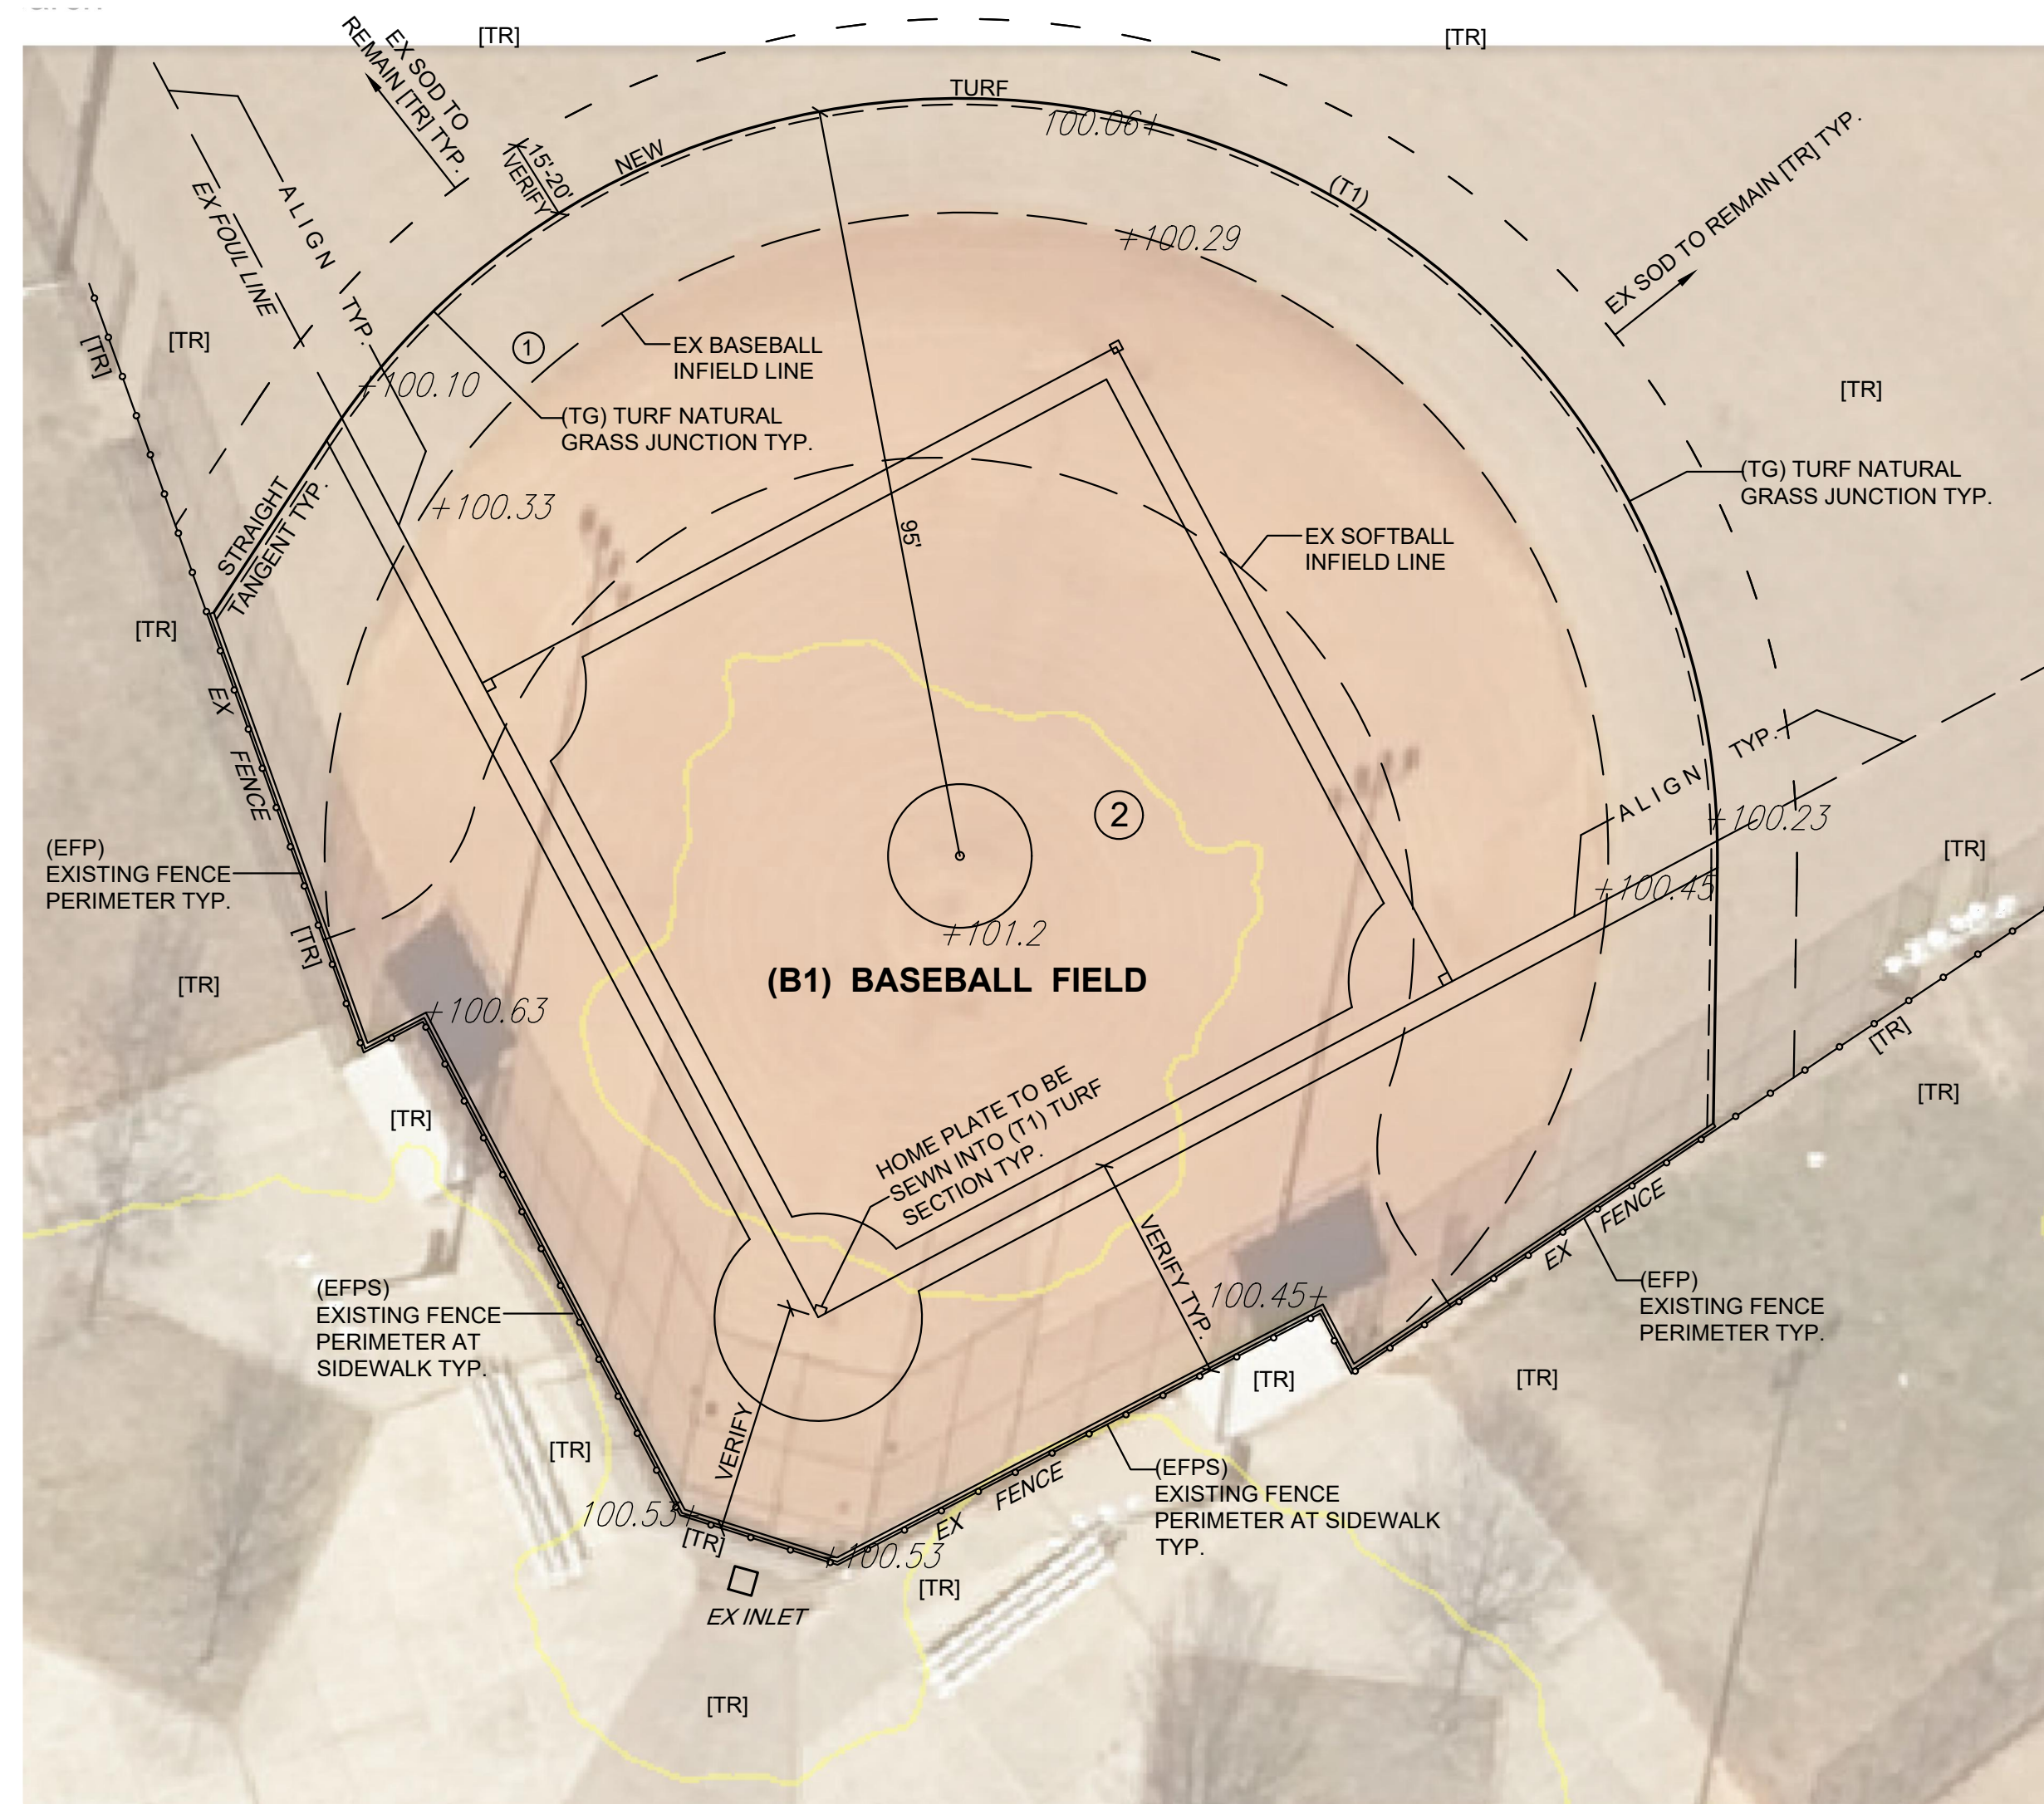 [TR]
[TR]
EX SOD TO
REMAIN [TR] TYP.
TURF
100.06+
NEW
15'-20'
VERIFY
(T1)
EX SOD TO REMAIN [TR] TYP.
ALIGN TYP.
EX FOUL LINE
+100.29
[TR]
[TR]
1
EX BASEBALL
INFIELD LINE
+100.10
[TR]
(TG) TURF NATURAL
GRASS JUNCTION TYP.
(TG) TURF NATURAL
GRASS JUNCTION TYP.
+100.33
STRAIGHT
TANGENT TYP.
95'
EX SOFTBALL
INFIELD LINE
[TR]
EX FENCE
ALIGN TYP.
2
+100.23
(EFP)
EXISTING FENCE
PERIMETER TYP.
[TR]
+100.45
[TR]
+101.2
(B1) BASEBALL FIELD
[TR]
+100.63
[TR]
[TR]
[TR]
HOME PLATE TO BE
SEWN INTO (T1) TURF
SECTION TYP.
VERIFY TYP.
EX FENCE
(EFPS)
EXISTING FENCE
PERIMETER AT
SIDEWALK TYP.
100.45+
(EFP)
EXISTING FENCE
PERIMETER TYP.
[TR]
[TR]
VERIFY
[TR]
EX FENCE
(EFPS)
EXISTING FENCE
PERIMETER AT SIDEWALK
TYP.
100.53+
[TR]
+100.53
[TR]
EX INLET
[TR]